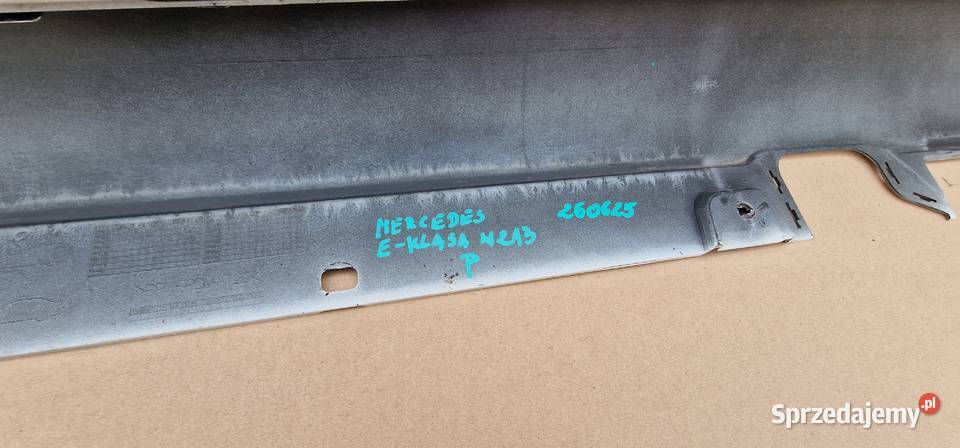 MERCEDES 260625
E-KLASA W213
P
Sprzedajemy.pl